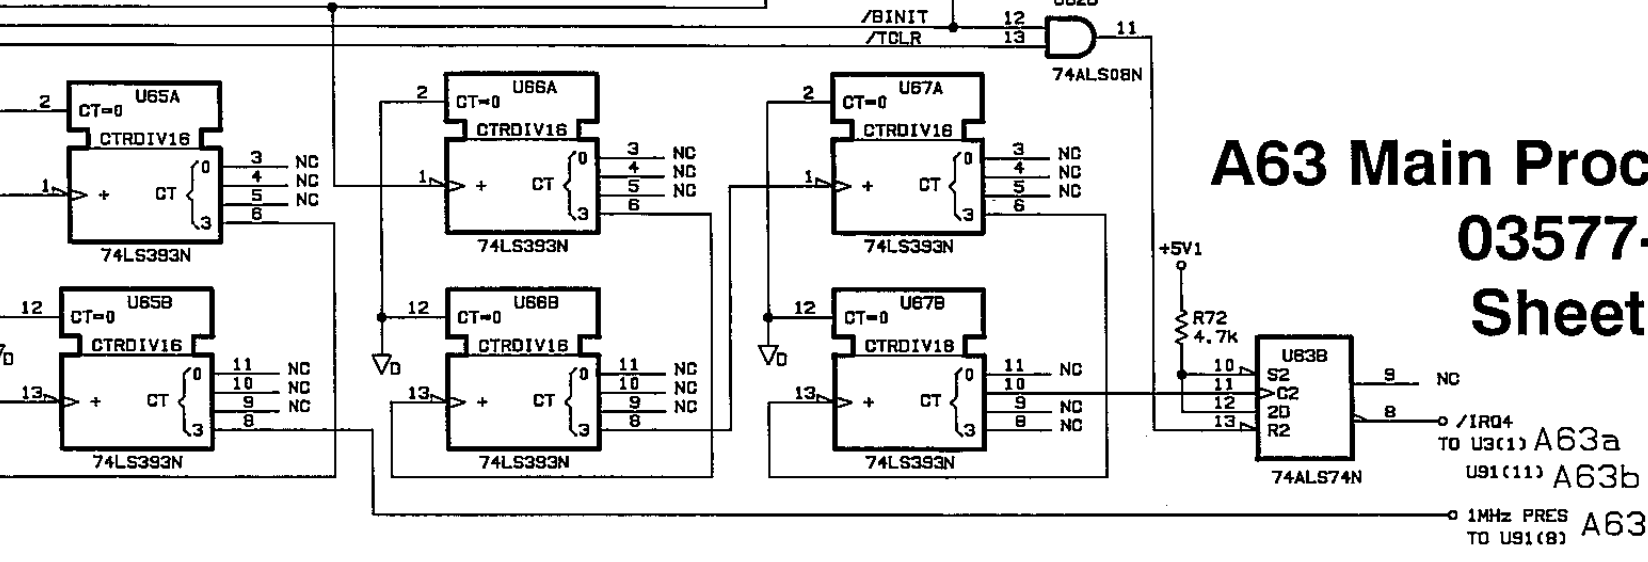 /BINIT 12
/TCLR 13
11
74ALS08N
U65A
2 CT=0
CTRDIV16
1 + CT 0 3
3 NC
4 NC
5 NC
6
74LS393N
U66A
2 CT=0
CTRDIV16
1 + CT 0 3
3 NC
4 NC
5 NC
6
74LS393N
U67A
2 CT=0
CTRDIV16
1 + CT 0 3
3 NC
4 NC
5 NC
6
74LS393N
A63 Main Proc
03577-
Sheet
U65B
12 CT=0
CTRDIV16
13 + CT 0 3
11 NC
10 NC
9 NC
8
74LS393N
D
U66B
12 CT=0
CTRDIV16
13 + CT 0 3
11 NC
10 NC
9 NC
8
74LS393N
D
U67B
12 CT=0
CTRDIV16
13 + CT 0 3
11 NC
10
9 NC
8 NC
74LS393N
D
+5V1
R72
4.7k
U63B
10 S2
11 C2
12 2D
13 R2
9 NC
8 /IRQ4
74ALS74N
TO U3(1) A63a
U91(11) A63b
1MHz PRES A63
TO U91(8)